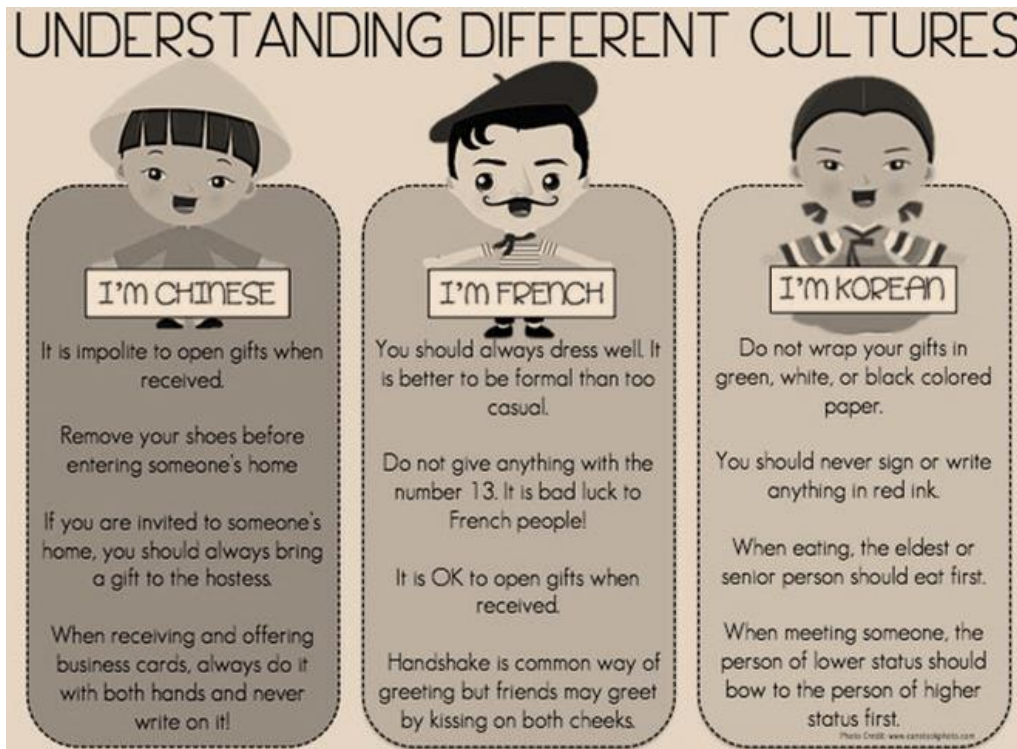 UNDERSTANDING DIFFERENT CULTURES
I'M CHINESE
It is impolite to open gifts when
received.
Remove your shoes before
entering someone's home
If you are invited to someone's
home, you should always bring
a gift to the hostess.
When receiving and offering
business cards, always do it
with both hands and never
write on it!
I'M FRENCH
You should always dress well. It
is better to be formal than too
casual.
Do not give anything with the
number 13. It is bad luck to
French people!
It is OK to open gifts when
received.
Handshake is common way of
greeting but friends may greet
by kissing on both cheeks.
I'M KOREAN
Do not wrap your gifts in
green, white, or black colored
paper.
You should never sign or write
anything in red ink.
When eating, the eldest or
senior person should eat first.
When meeting someone, the
person of lower status should
bow to the person of higher
status first.
Photo Credit: www.canstockphoto.com